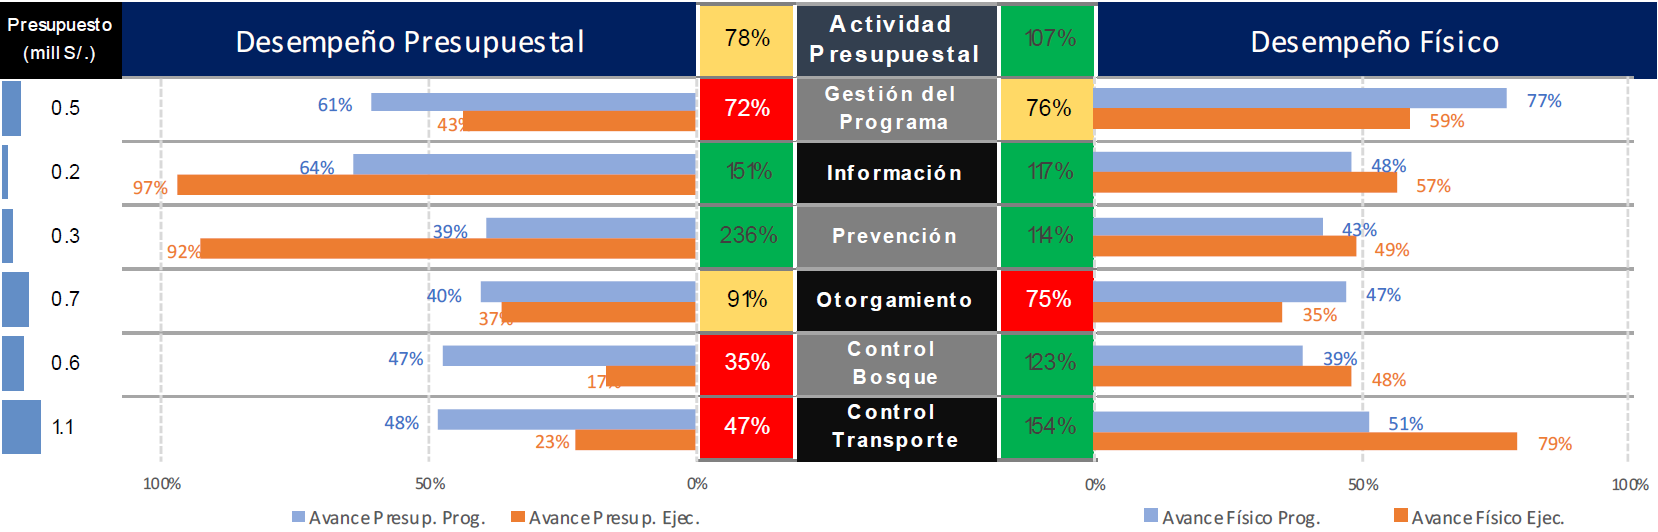 Presupuesto
(mill S/.)
Desempeño Presupuestal
78%
Actividad
Presupuestal
107%
Desempeño Físico
0.5
61%
43%
72%
Gestión del
Programa
76%
77%
59%
0.2
64%
97%
151%
Información
117%
48%
57%
0.3
39%
92%
236%
Prevención
114%
43%
49%
0.7
40%
37%
91%
Otorgamiento
75%
47%
35%
0.6
47%
17%
35%
Control
Bosque
123%
39%
48%
1.1
48%
23%
47%
Control
Transporte
154%
51%
79%
100%
50%
0%
0%
50%
100%
Avance Presup. Prog.
Avance Presup. Ejec.
Avance Físico Prog.
Avance Físico Ejec.